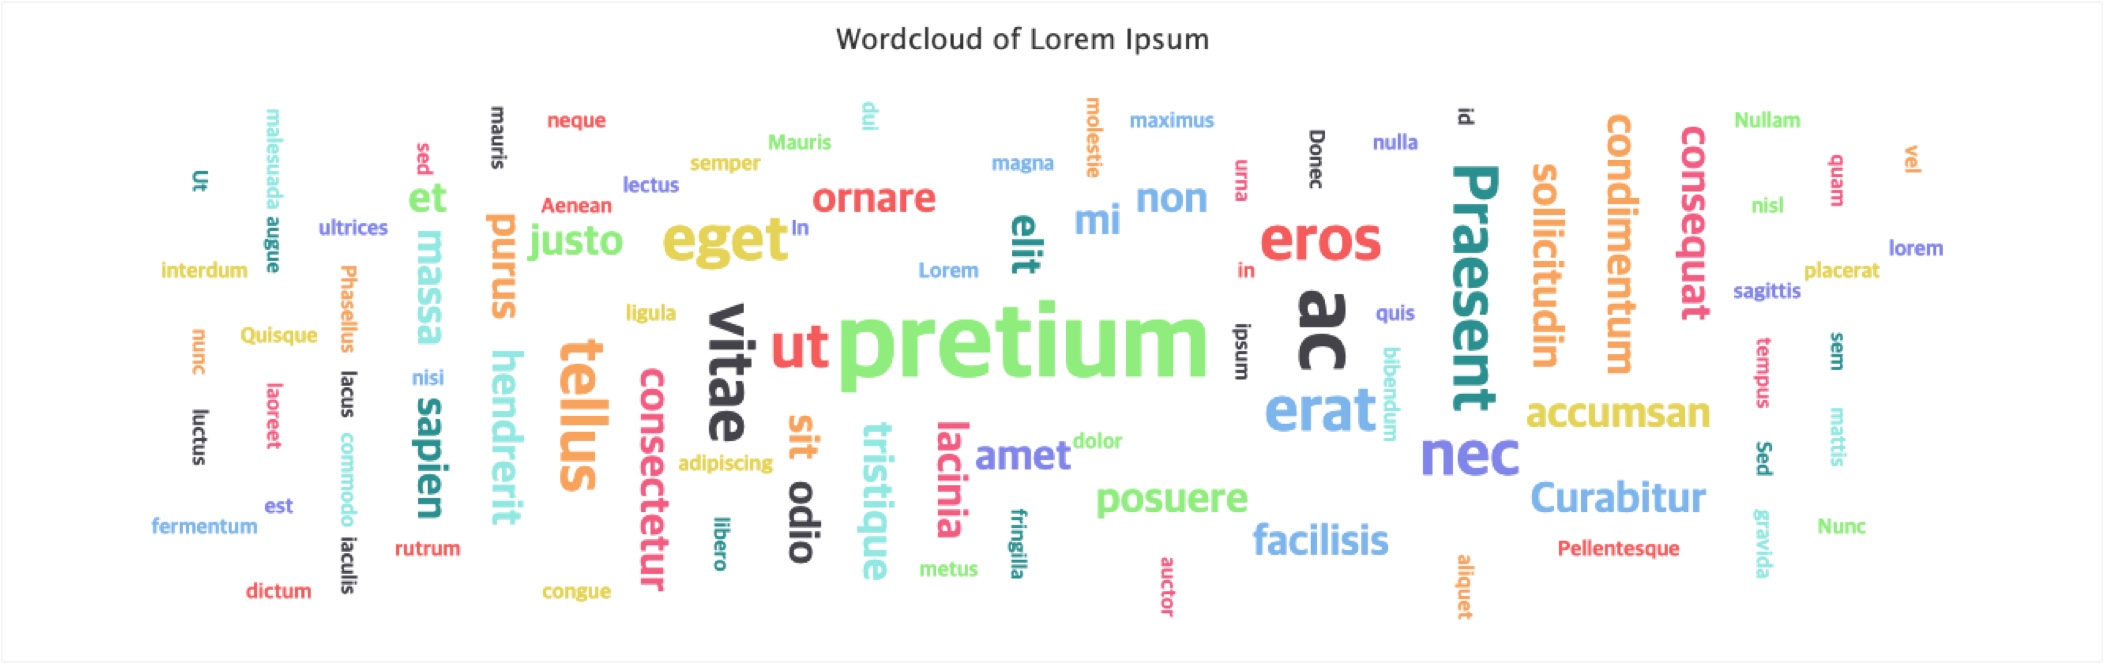 Wordcloud of Lorem Ipsum
Ut
malesuada
augue
interdum
ultrices
sed
et
mauris
neque
Aenean
justo
lectus
semper
Mauris
dui
eget
In
ornare
magna
molestie
maximus
non
mi
elit
Lorem
urna
in
Donec
nulla
eros
id
Praesent
sollicitudin
condimentum
consequat
Nullam
nisl
sagittis
quam
placerat
vel
lorem
nunc
Quisque
Phasellus
massa
purus
ligula
vitae
ut
pretium
ipsum
ac
quis
bibendum
erat
accumsan
tempus
sem
luctus
laoreet
lacus
nisi
sapien
hendrerit
tellus
consectetur
adipiscing
sit
odio
tristique
lacinia
amet
dolor
nec
Sed
mattis
fermentum
est
commodo
iaculis
rutrum
dictum
congue
libero
metus
fringilla
posuere
auctor
facilisis
aliquet
Curabitur
Pellentesque
gravida
Nunc